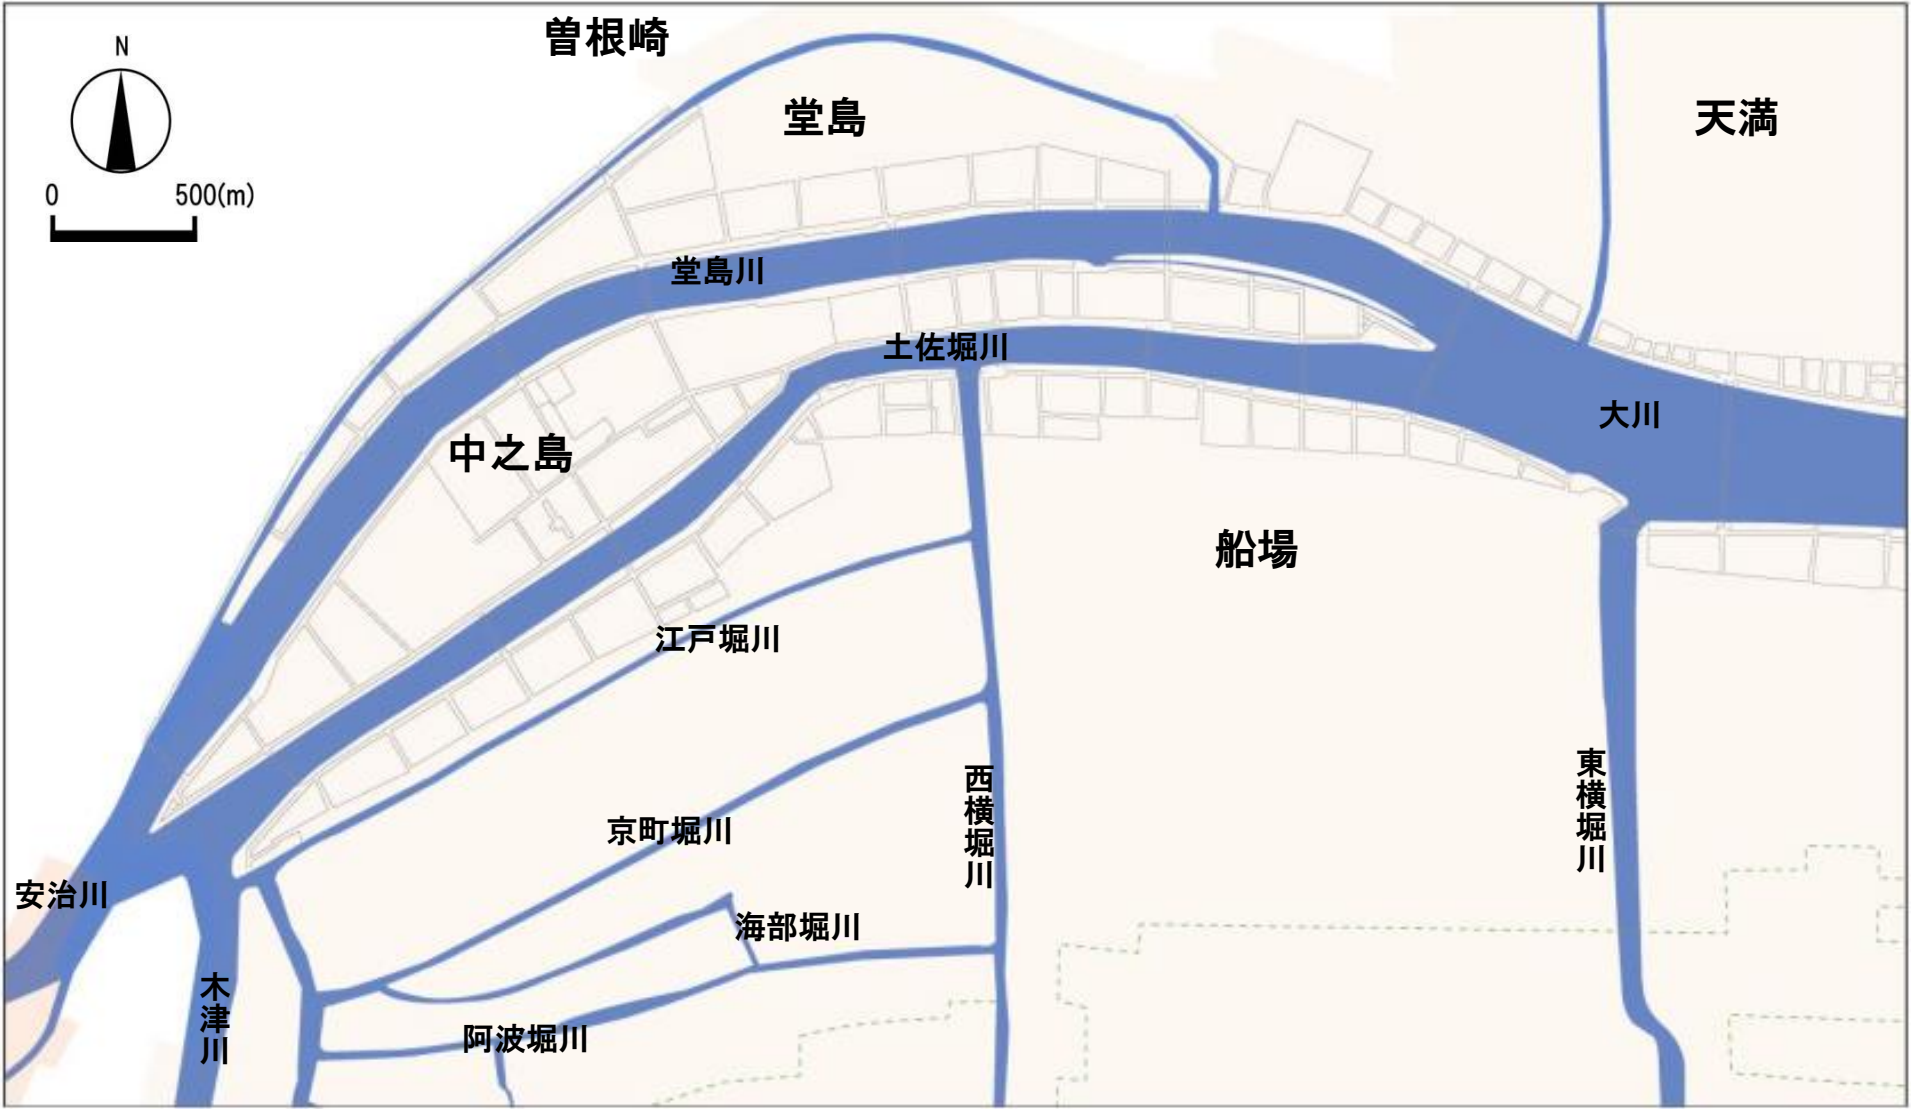 曽根崎
N
堂島
天満
0 500(m)
堂島川
土佐堀川
大川
中之島
船場
江戸堀川
西横堀川
東横堀川
京町堀川
安治川
海部堀川
木津川
阿波堀川